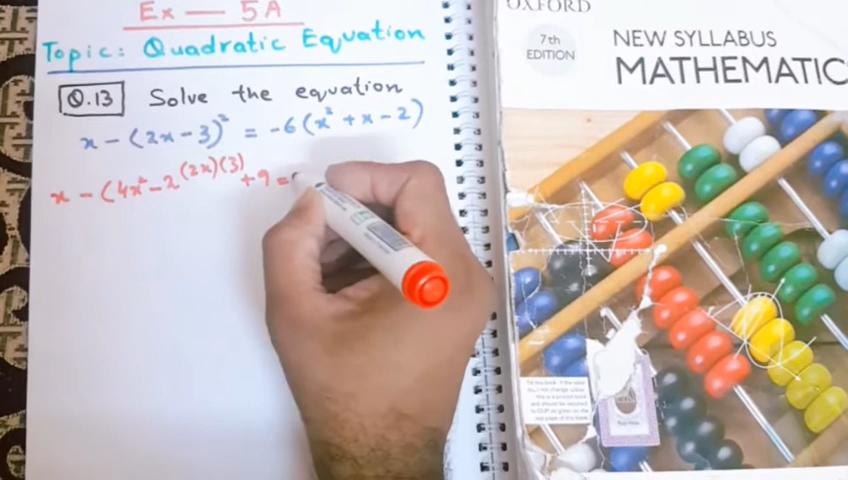 Ex — 5A
Topic: Quadratic Equation
Q.13 Solve the equation
x - (2x - 3)² = -6(x² + x - 2)
x - (4x² - 2(2x)(3) + 9 =
OXFORD
7th
EDITION
NEW SYLLABUS
MATHEMATIC